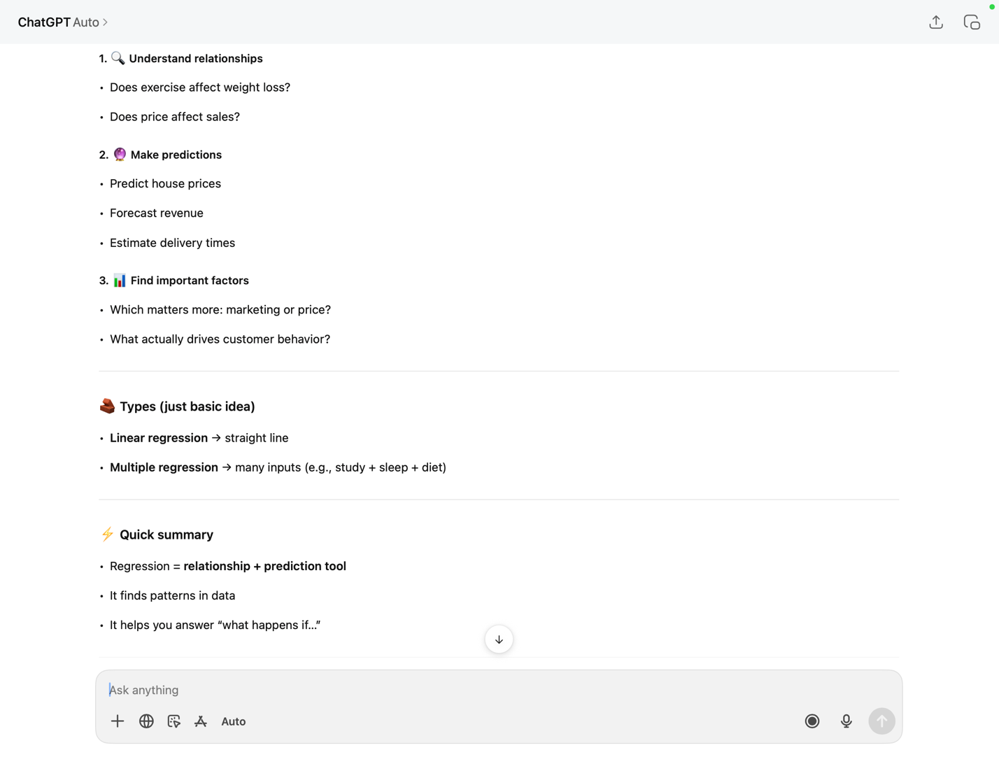 ChatGPT Auto >
1. 🔍 Understand relationships
• Does exercise affect weight loss?
• Does price affect sales?
2. 🔮 Make predictions
• Predict house prices
• Forecast revenue
• Estimate delivery times
3. 📊 Find important factors
• Which matters more: marketing or price?
• What actually drives customer behavior?
🧱 Types (just basic idea)
• Linear regression → straight line
• Multiple regression → many inputs (e.g., study + sleep + diet)
⚡ Quick summary
• Regression = relationship + prediction tool
• It finds patterns in data
• It helps you answer “what happens if...”
Ask anything
Auto